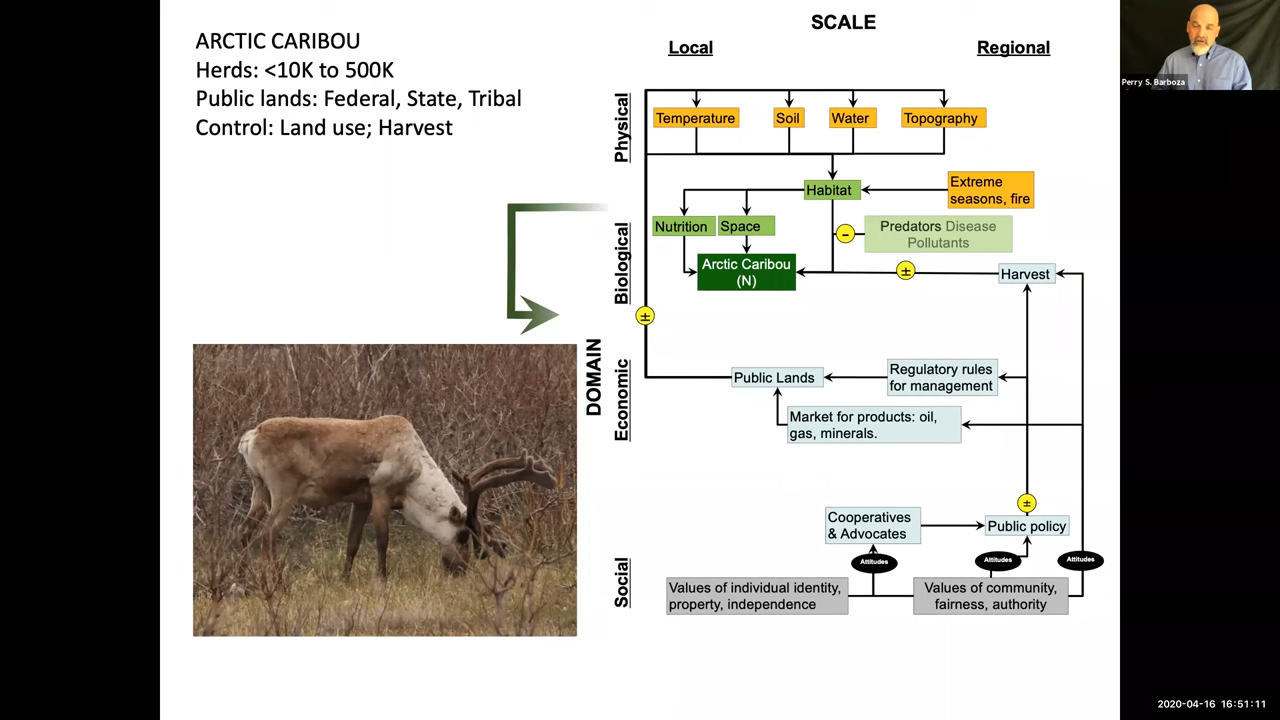 ARCTIC CARIBOU
Herds: <10K to 500K
Public lands: Federal, State, Tribal
Control: Land use; Harvest
SCALE
Local
Regional
DOMAIN
Physical
Biological
Economic
Social
Temperature
Soil
Water
Topography
Habitat
Extreme
seasons, fire
Nutrition
Space
-
Predators Disease
Pollutants
Arctic Caribou
(N)
±
Harvest
±
Public Lands
Regulatory rules
for management
Market for products: oil,
gas, minerals.
±
Cooperatives
& Advocates
Public policy
Attitudes
Attitudes
Attitudes
Values of individual identity,
property, independence
Values of community,
fairness, authority
Perry S. Barboza
2020-04-16 16:51:11